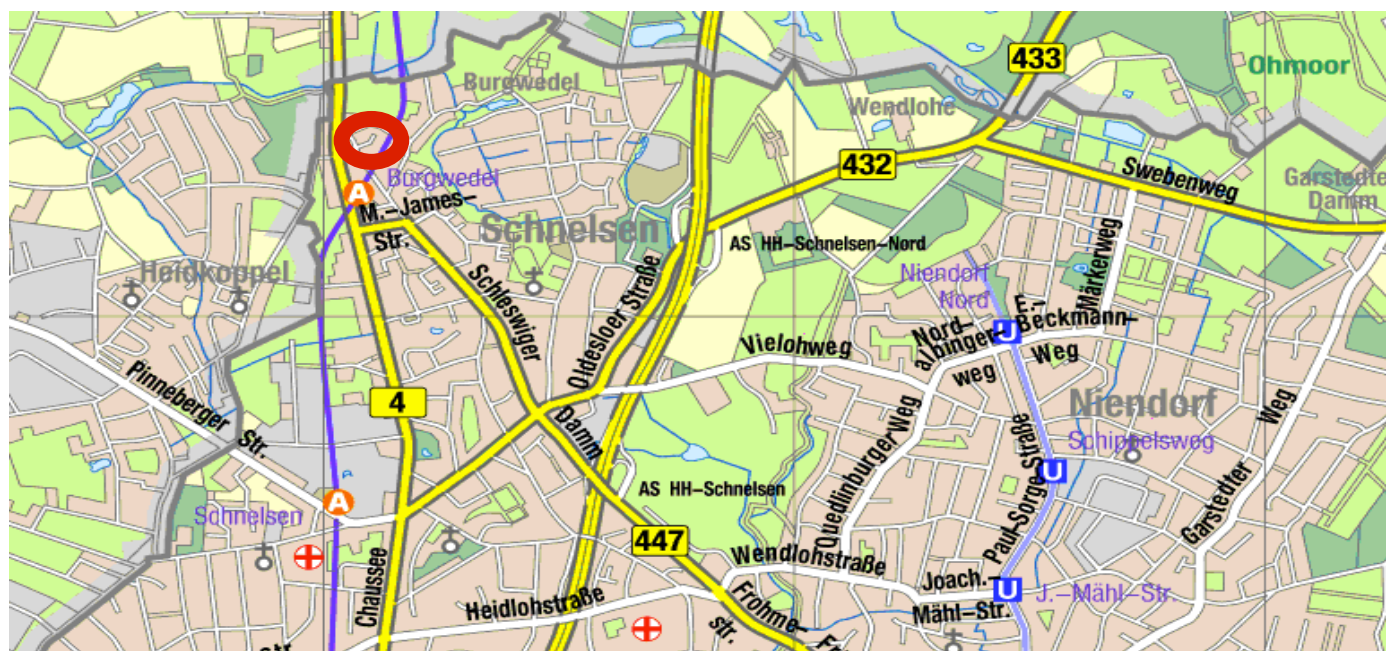 433
Ohmoor
Burgwedel
Wendlohe
432
Swebenweg
Garstedter
Damm
A
Burgwedel
M.-James-
Str.
Schnelsen
AS HH-Schnelsen-Nord
Heidkoppel
Schleswiger
Damm
Oldesloer Straße
Niendorf
Nord
Märkerweg
Nord-
albinger-
weg
U
E.-
Beckmann-
Weg
Vielohweg
Pinneberger
Str.
4
Niendorf
Quedlinburger Weg
Schippelsweg
U
Paul-Sorge-Straße
Garstedter
Weg
A
Schnelsen
AS HH-Schnelsen
447
Wendlohstraße
Joach.-
Mähl-Str.
U
J.-Mähl-Str.
Chaussee
Heidlohstraße
Frohme-
str.